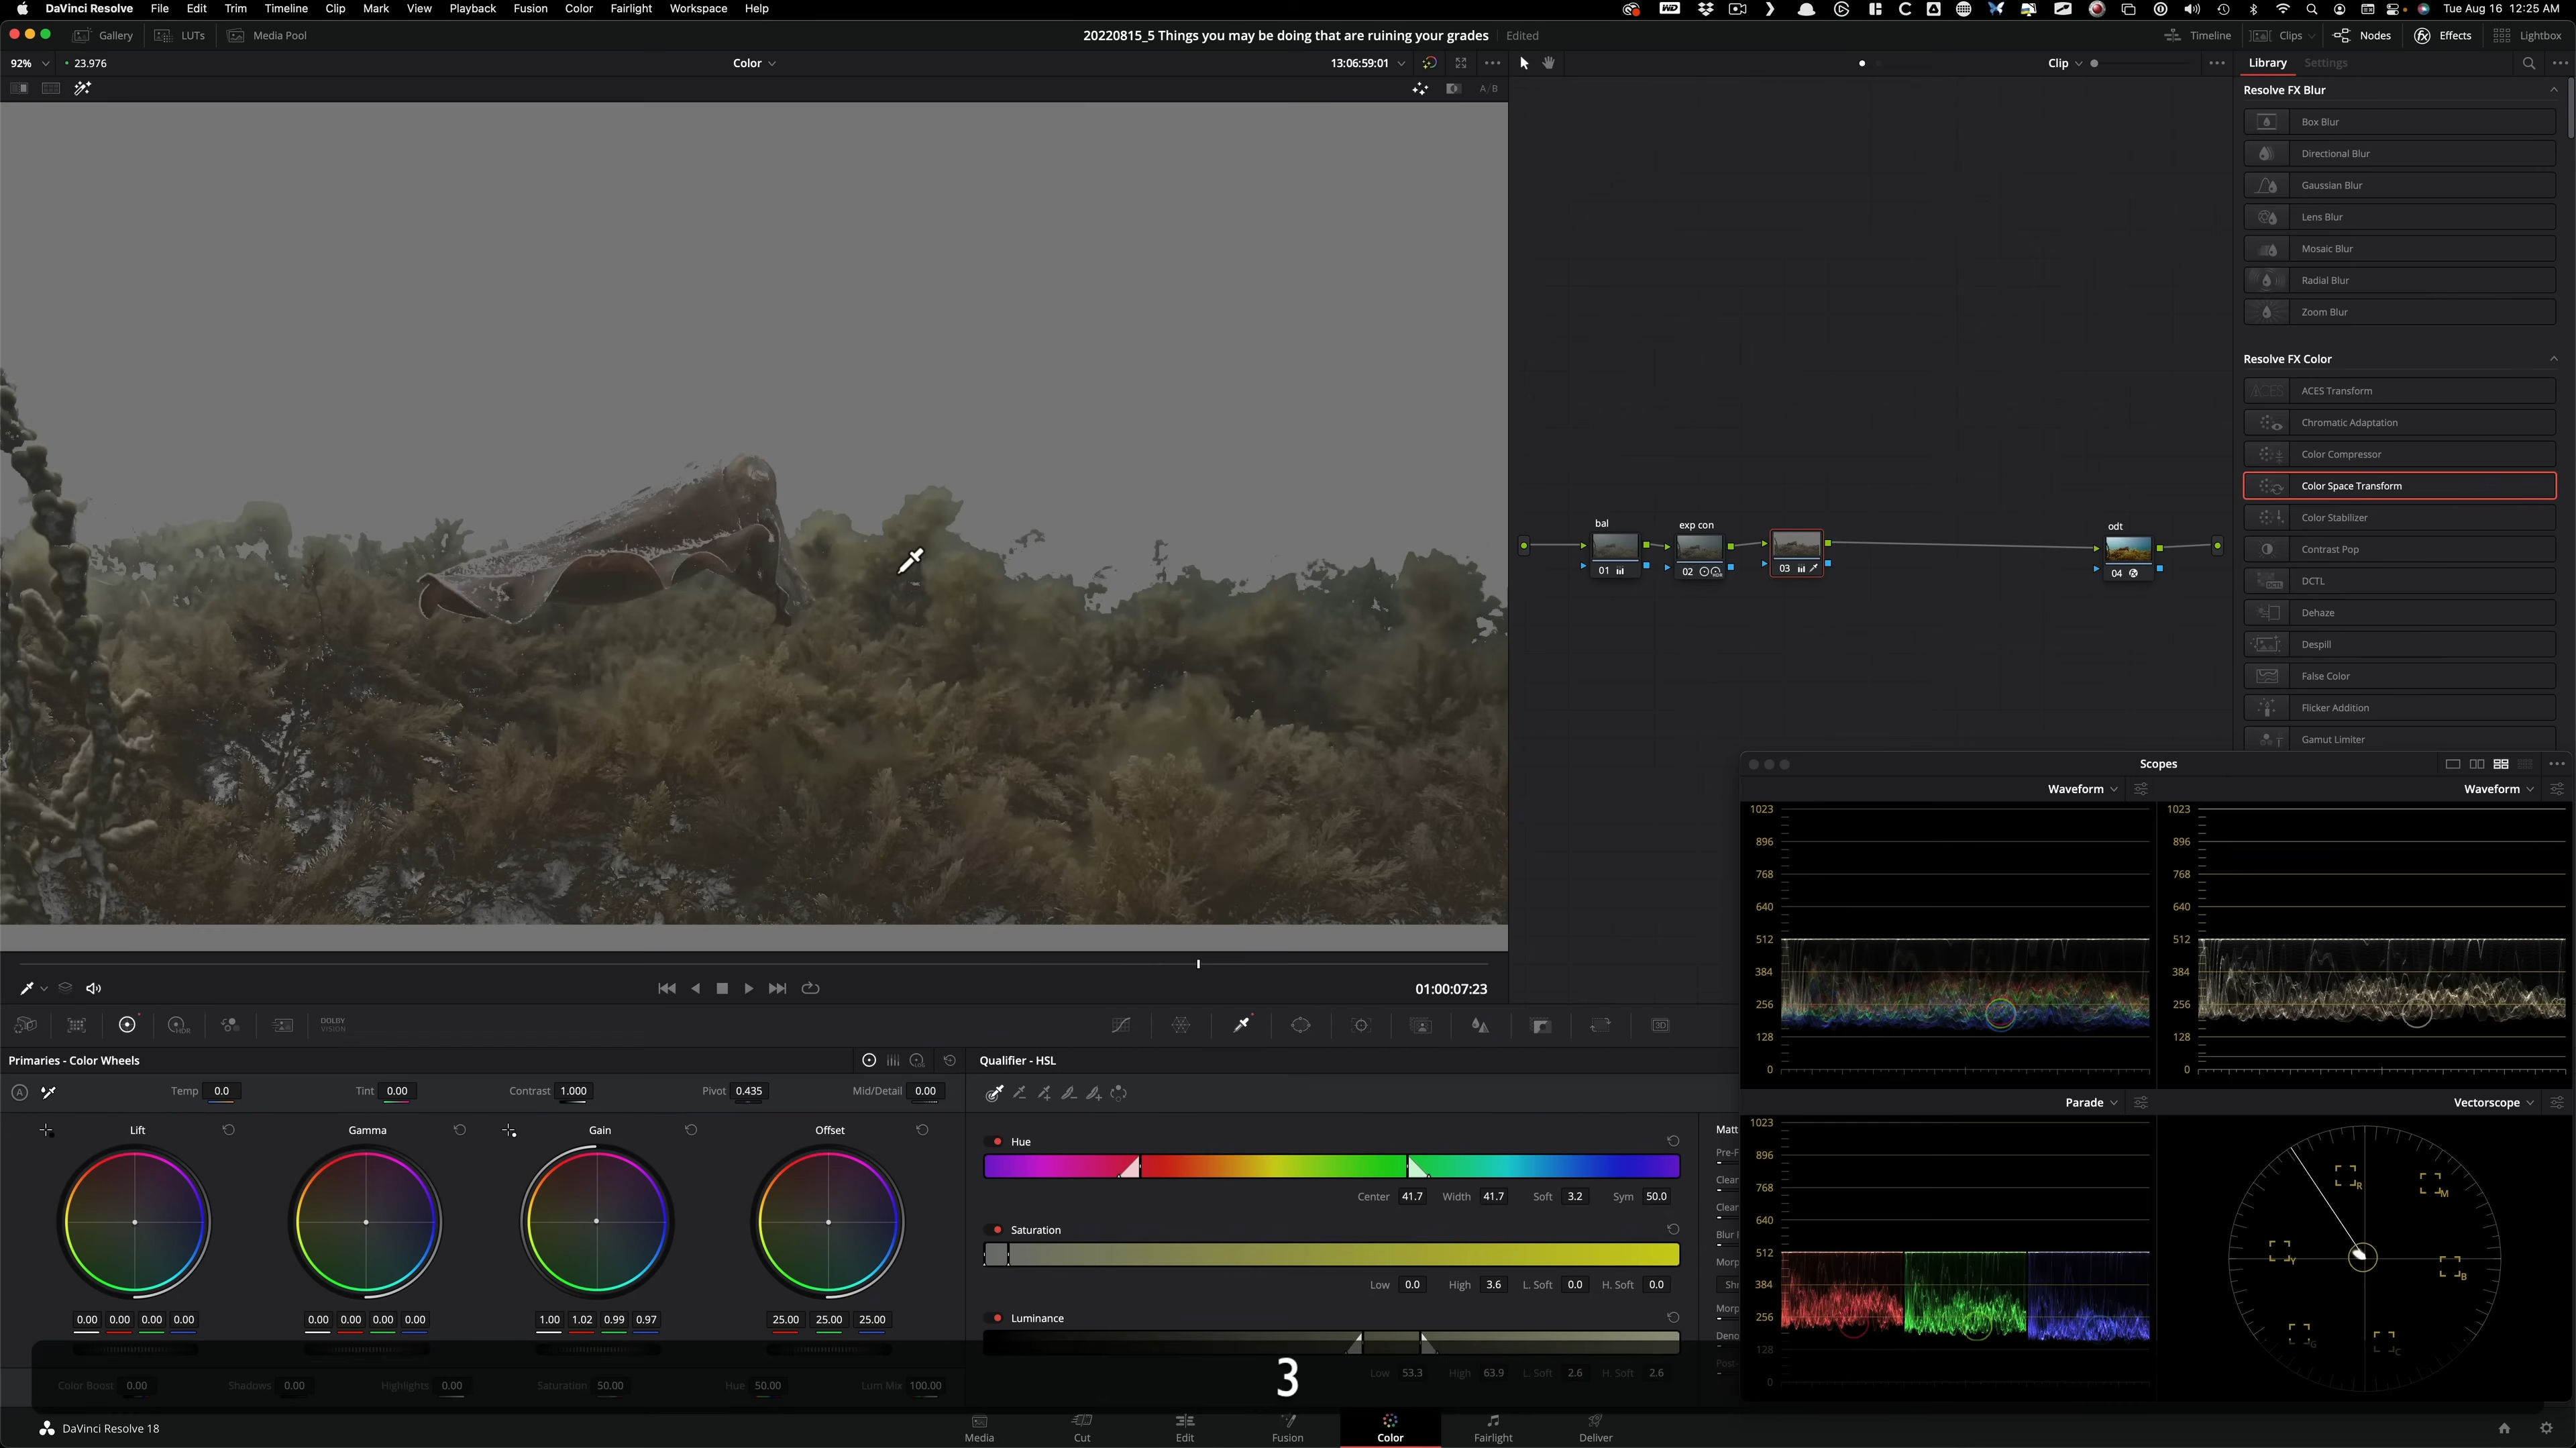 DaVinci Resolve File Edit Trim Timeline Clip Mark View Playback Fusion Color Fairlight Workspace Help
Tue Aug 16 12:25 AM
Gallery LUTs Media Pool
20220815_5 Things you may be doing that are ruining your grades Edited
Timeline Clips Nodes Effects Lightbox
92% 23.976 Color 13:06:59:01 Clip
Library Settings
A/B
Resolve FX Blur
Box Blur
Directional Blur
Gaussian Blur
Lens Blur
Mosaic Blur
Radial Blur
Zoom Blur
Resolve FX Color
ACES Transform
Chromatic Adaptation
Color Compressor
Color Space Transform
Color Stabilizer
Contrast Pop
DCTL
Dehaze
Despill
False Color
Flicker Addition
Gamut Limiter
bal exp con odt
01 02 03 04
01:00:07:23
DOLBY
VISION
3D
Primaries - Color Wheels
Temp 0.0 Tint 0.00 Contrast 1.000 Pivot 0.435 Mid/Detail 0.00
Lift Gamma Gain Offset
0.00 0.00 0.00 0.00
0.00 0.00 0.00 0.00
1.00 1.02 0.99 0.97
25.00 25.00 25.00
Color Boost 0.00 Shadows 0.00 Highlights 0.00 Saturation 50.00 Hue 50.00 Lum Mix 100.00
Qualifier - HSL
Hue
Center 41.7 Width 41.7 Soft 3.2 Sym 50.0
Saturation
Low 0.0 High 3.6 L. Soft 0.0 H. Soft 0.0
Luminance
Low 53.3 High 63.9 L. Soft 2.6 H. Soft 2.6
Matt
Pre-F
Clear
Clear
Blur
Morp
Shr
Morp
Deno
Post-
3
Scopes
Waveform
1023
896
768
640
512
384
256
128
0
Waveform
1023
896
768
640
512
384
256
128
0
Parade
1023
896
768
640
512
384
256
128
0
Vectorscope
R
M
Y
B
G
C
DaVinci Resolve 18
Media Cut Edit Fusion Color Fairlight Deliver